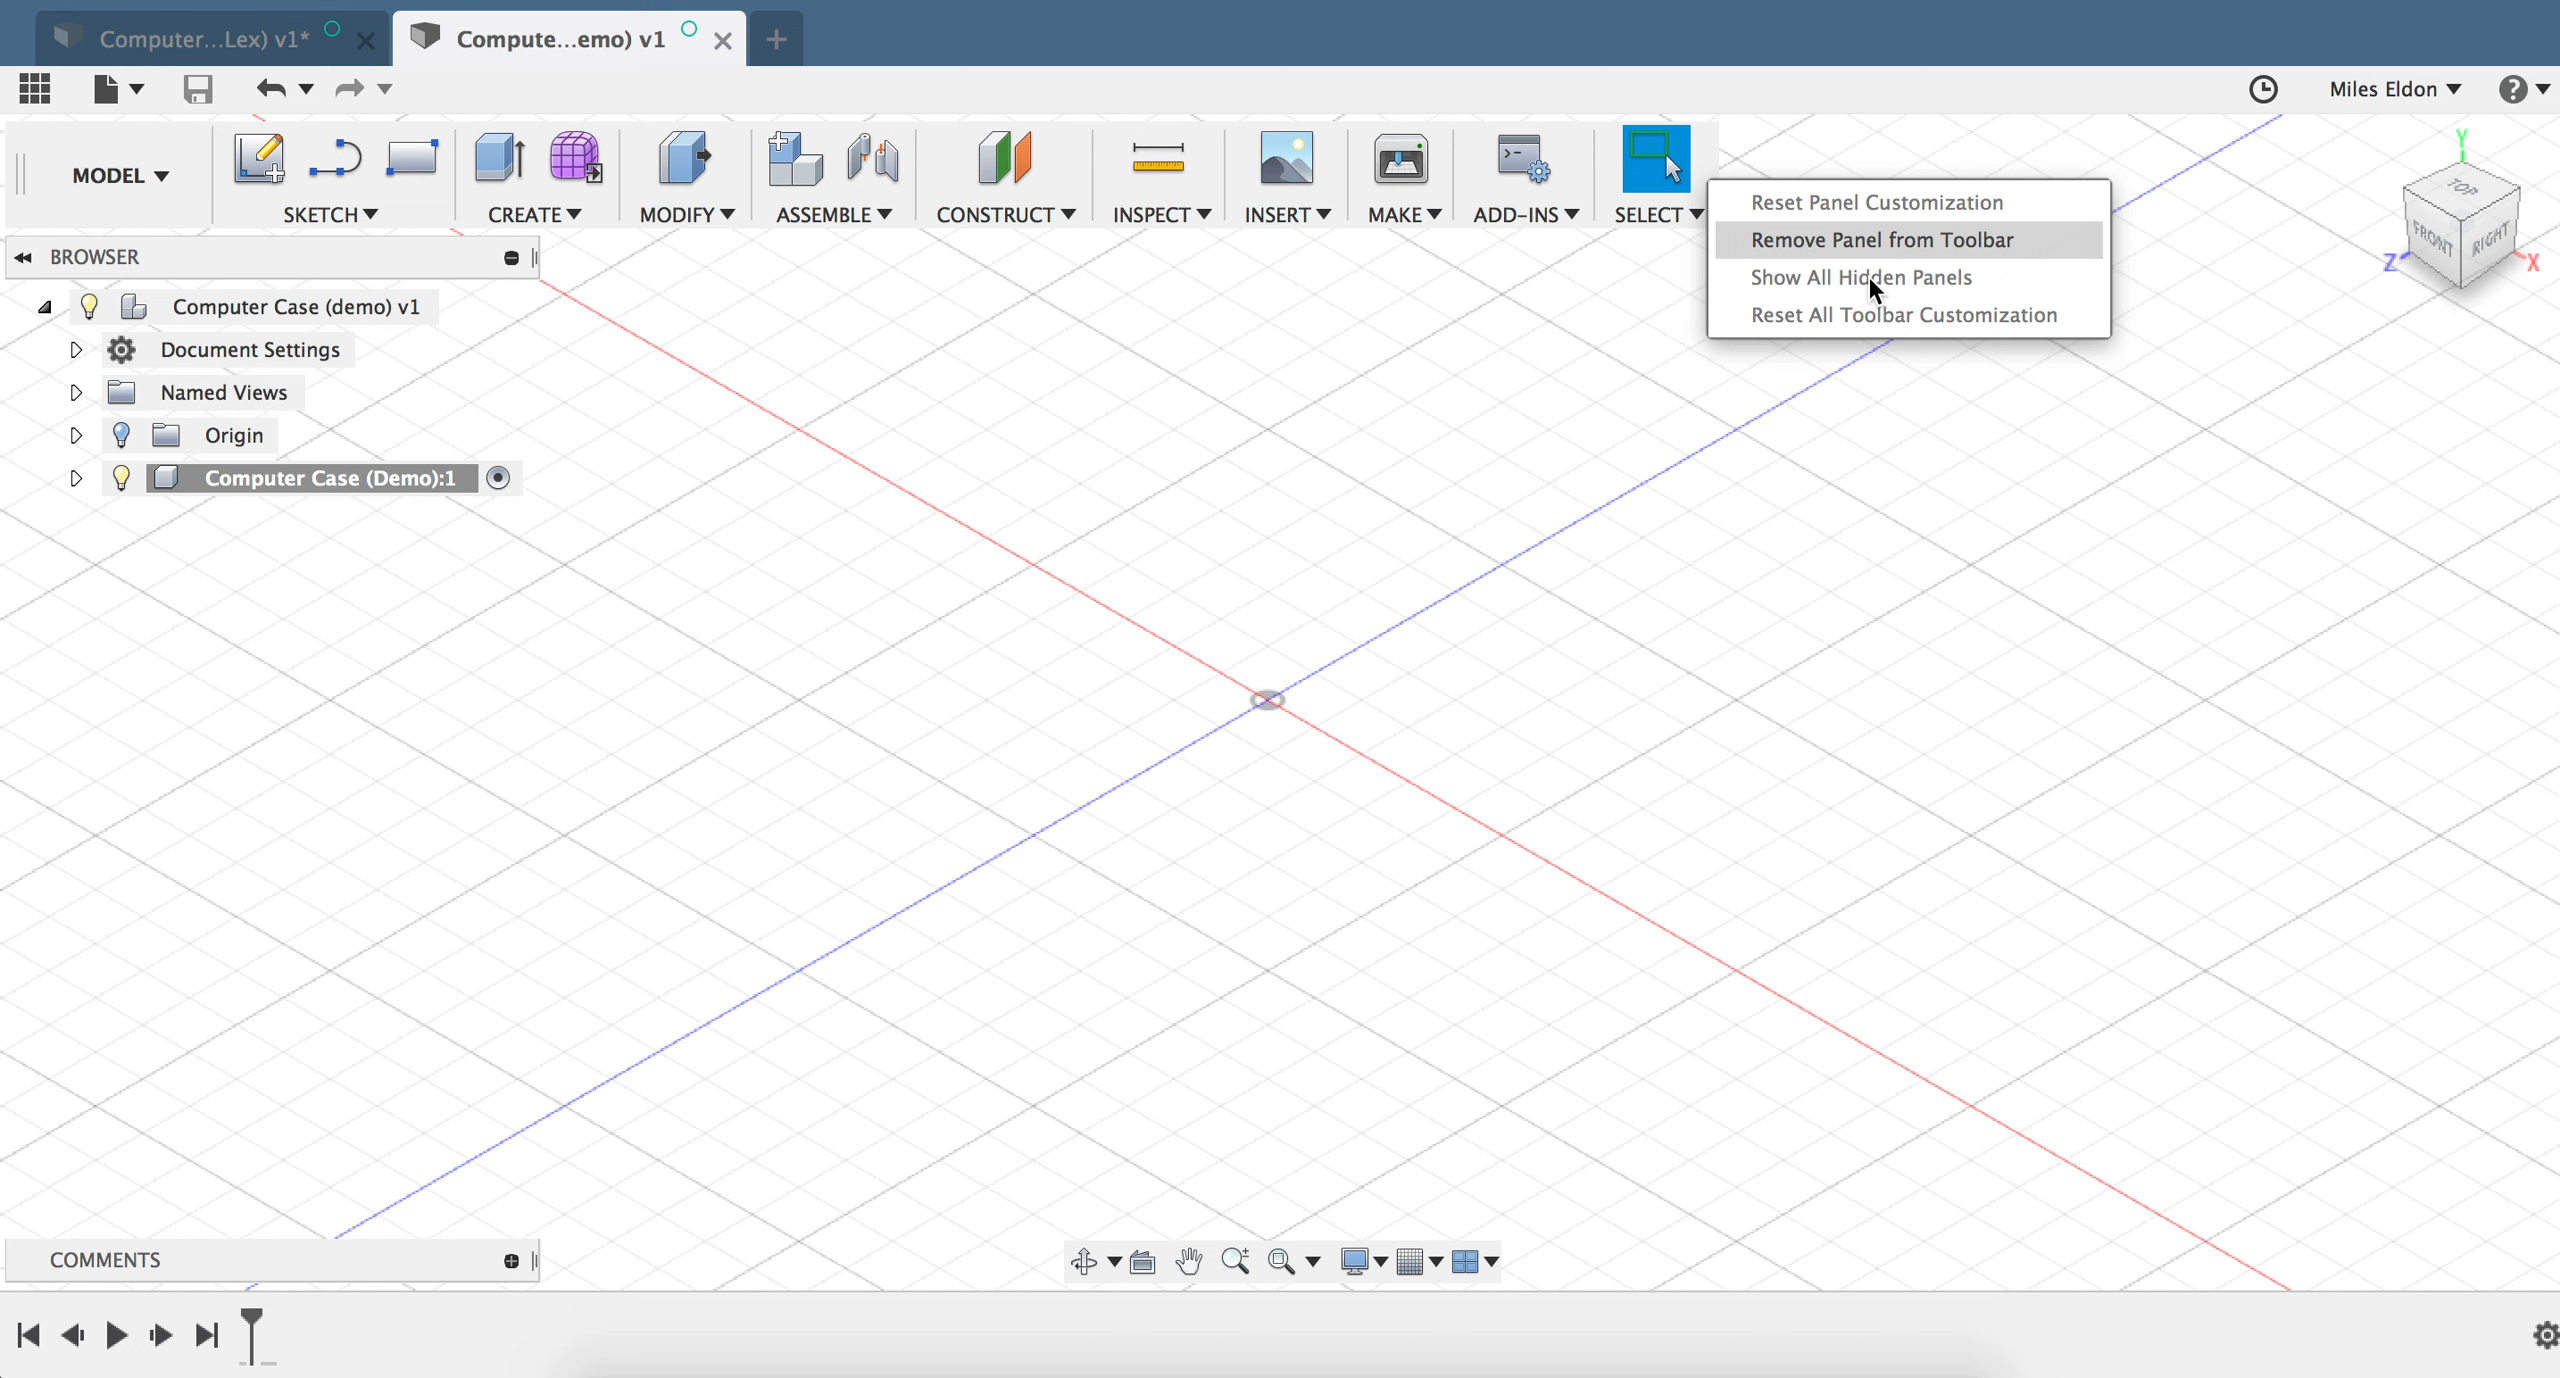 Computer...Lex) v1*
Compute...emo) v1
Miles Eldon
MODEL
SKETCH
CREATE
MODIFY
ASSEMBLE
CONSTRUCT
INSPECT
INSERT
MAKE
ADD-INS
SELECT
Reset Panel Customization
Remove Panel from Toolbar
Show All Hidden Panels
Reset All Toolbar Customization
Y
TOP
FRONT
RIGHT
Z
X
BROWSER
Computer Case (demo) v1
Document Settings
Named Views
Origin
Computer Case (Demo):1
COMMENTS